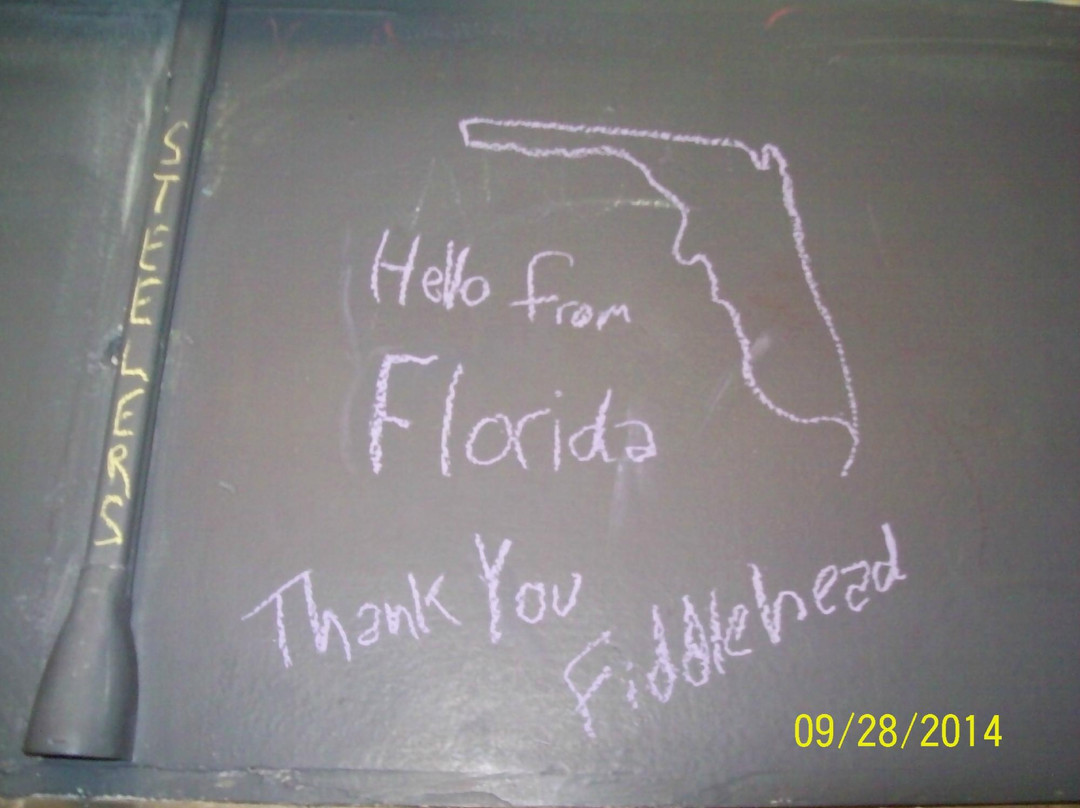 STEELERS
Hello from
Florida
Thank You
Fiddlehead
09/28/2014